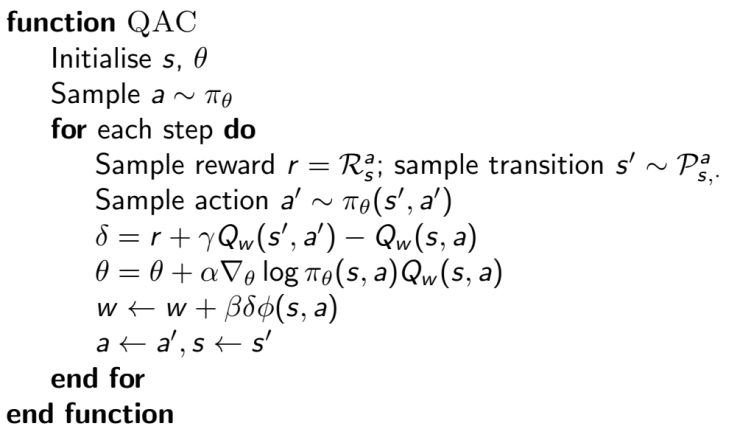 function QAC
Initialise s, θ
Sample a ∼ π_θ
for each step do
Sample reward r = ℛ_s^a; sample transition s′ ∼ 𝒫_{s,·}^a
Sample action a′ ∼ π_θ(s′, a′)
δ = r + γQ_w(s′, a′) − Q_w(s, a)
θ = θ + α∇_θ log π_θ(s, a)Q_w(s, a)
w ← w + βδϕ(s, a)
a ← a′, s ← s′
end for
end function